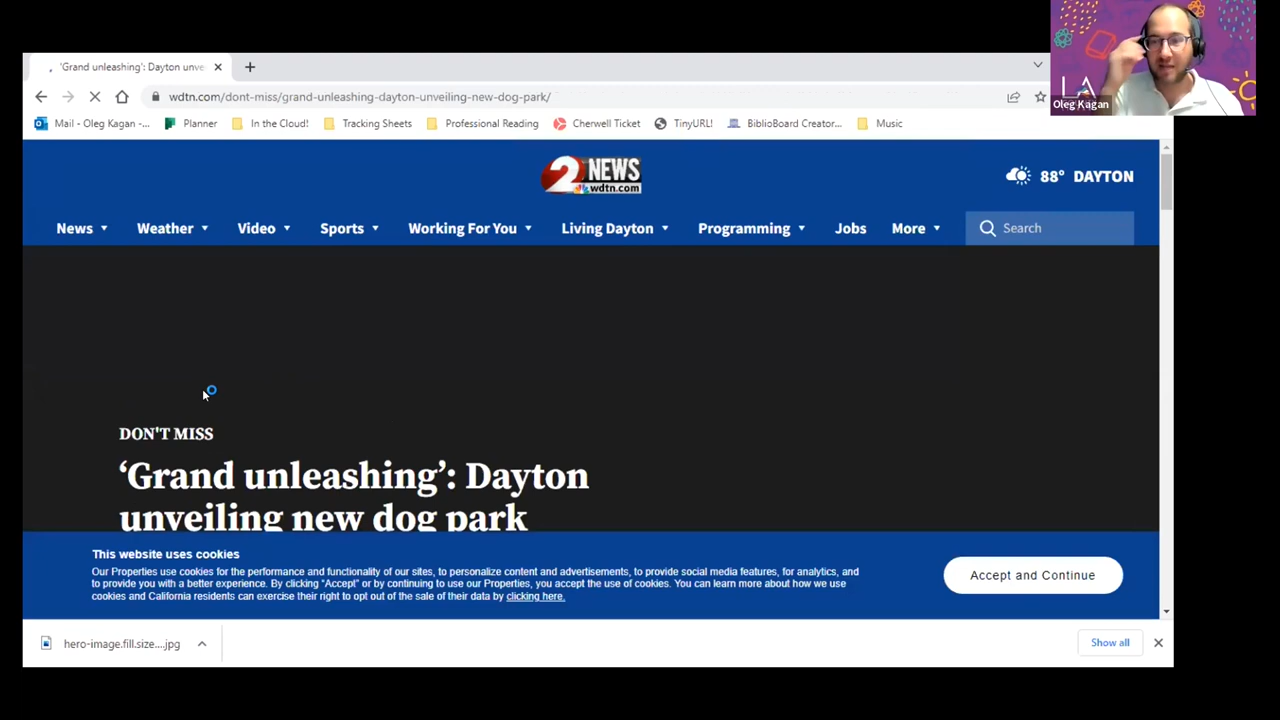 'Grand unleashing': Dayton unve
wdtn.com/dont-miss/grand-unleashing-dayton-unveiling-new-dog-park/
Mail - Oleg Kagan -... Planner In the Cloud! Tracking Sheets Professional Reading Cherwell Ticket TinyURL! BiblioBoard Creator... Music
LA
Oleg Kagan
2 NEWS
wdtn.com
88° DAYTON
News Weather Video Sports Working For You Living Dayton Programming Jobs More Search
DON'T MISS
‘Grand unleashing’: Dayton
unveiling new dog park
This website uses cookies
Our Properties use cookies for the performance and functionality of our sites, to personalize content and advertisements, to provide social media features, for analytics, and
to provide you with a better experience. By clicking "Accept" or by continuing to use our Properties, you accept the use of cookies. You can learn more about how we use
cookies and California residents can exercise their right to opt out of the sale of their data by clicking here.
Accept and Continue
hero-image.fill.size....jpg
Show all